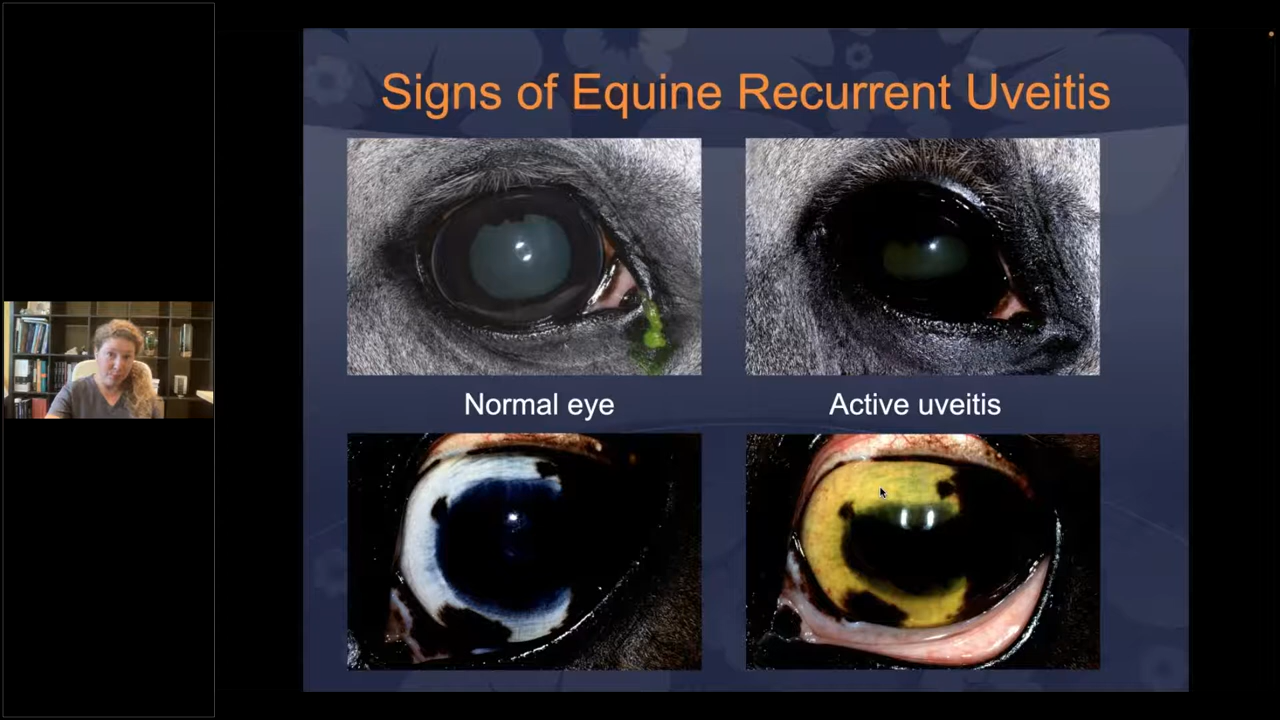 Signs of Equine Recurrent Uveitis
Normal eye
Active uveitis